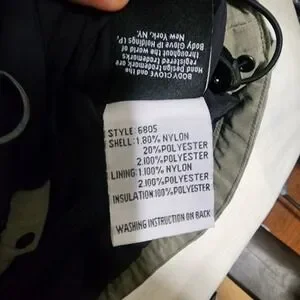 BODY GLOVE and the
Hand Design trademark are
registered trademarks
throughout the world of
Body Glove IP Holdings LP,
New York, NY.
STYLE: 6805
SHELL: 1.80% NYLON
20% POLYESTER
2.100% POLYESTER
LINING: 1.100% NYLON
2.100%POLYESTER
INSULATION:100% POLYESTER
WASHING INSTRUCTION ON BACK